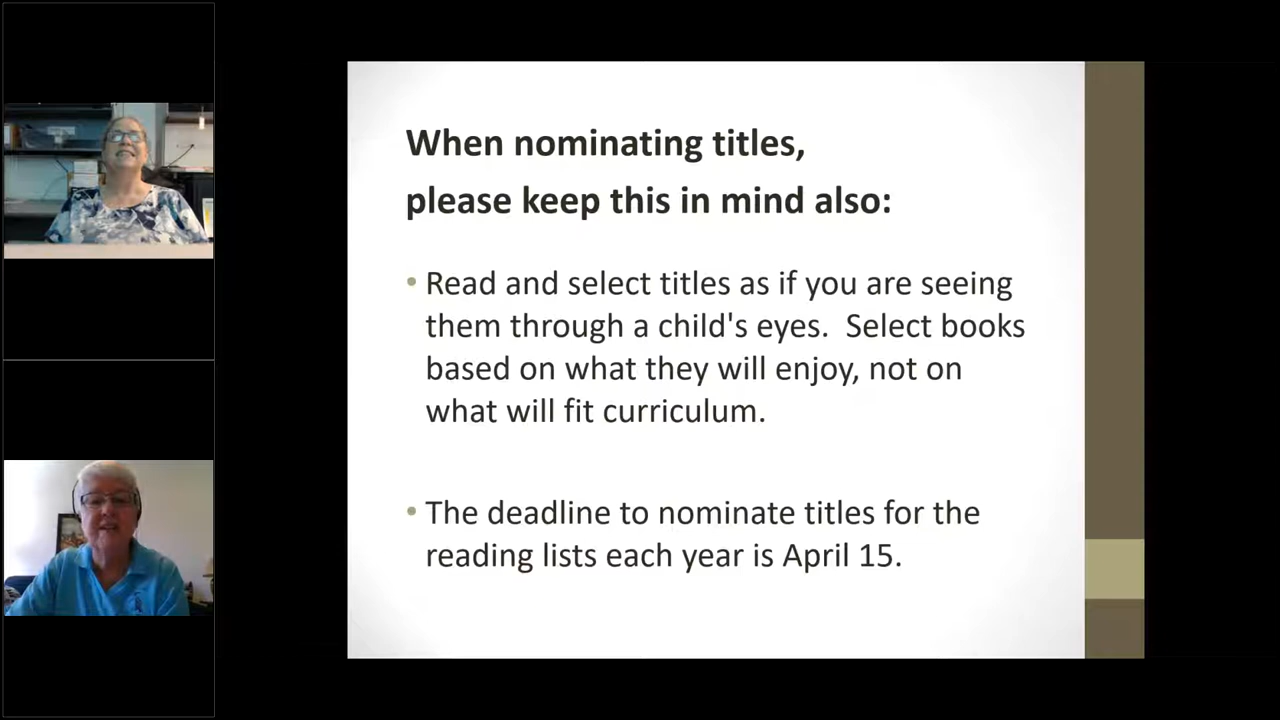 When nominating titles,
please keep this in mind also:
• Read and select titles as if you are seeing
them through a child's eyes.  Select books
based on what they will enjoy, not on
what will fit curriculum.
• The deadline to nominate titles for the
reading lists each year is April 15.